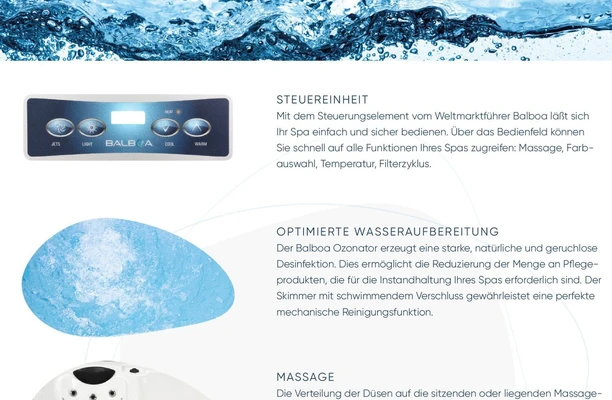 HEAT
JETS LIGHT BALBOA COOL WARM
STEUEREINHEIT
Mit dem Steuerungselement vom Weltmarktführer Balboa läßt sich
Ihr Spa einfach und sicher bedienen. Über das Bedienfeld können
Sie schnell auf alle Funktionen Ihres Spas zugreifen: Massage, Farb-
auswahl, Temperatur, Filterzyklus.
OPTIMIERTE WASSERAUFBEREITUNG
Der Balboa Ozonator erzeugt eine starke, natürliche und geruchlose
Desinfektion. Dies ermöglicht die Reduzierung der Menge an Pflege-
produkten, die für die Instandhaltung Ihres Spas erforderlich sind. Der
Skimmer mit schwimmendem Verschluss gewährleistet eine perfekte
mechanische Reinigungsfunktion.
MASSAGE
Die Verteilung der Düsen auf die sitzenden oder liegenden Massage-